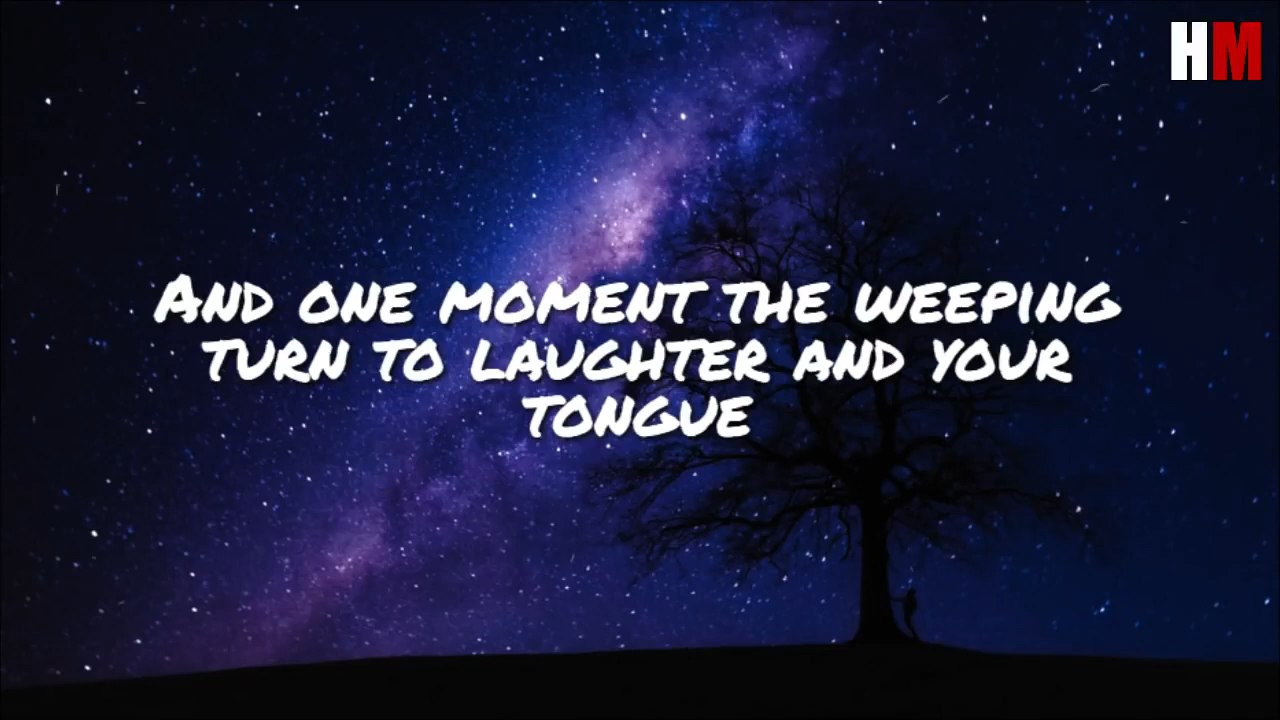 HM
AND ONE MOMENT THE WEEPING
TURN TO LAUGHTER AND YOUR
TONGUE